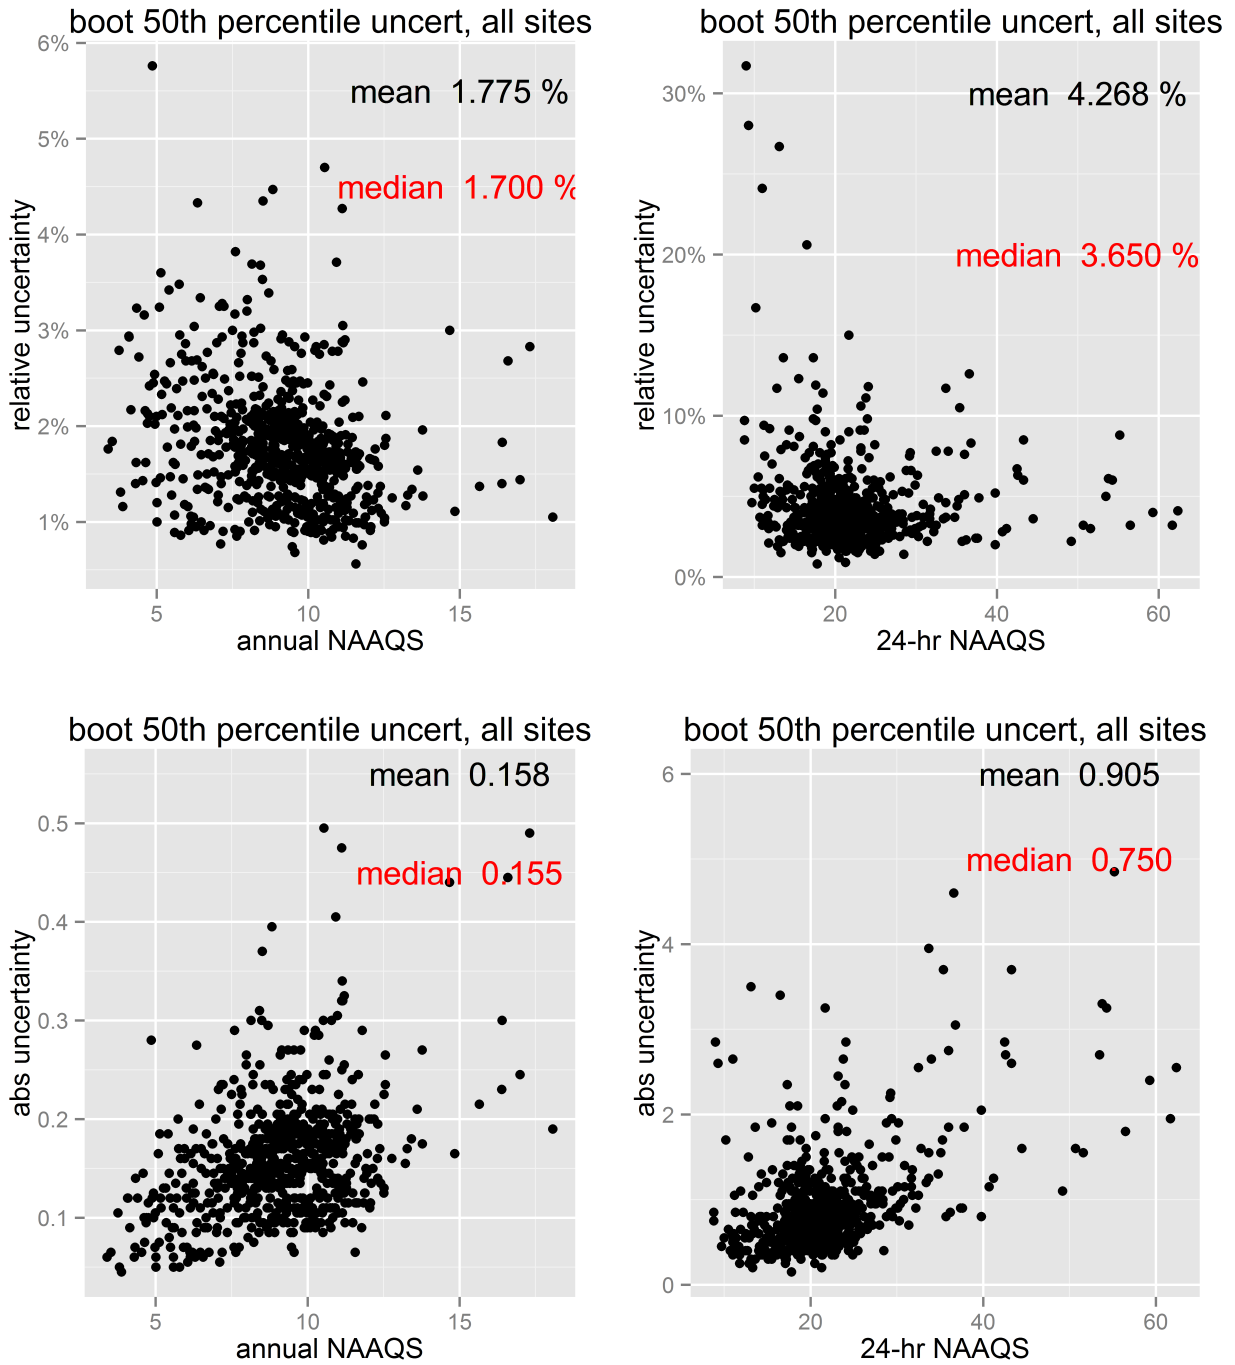 boot 50th percentile uncert, all sites
6%
5%
4%
3%
2%
1%
relative uncertainty
mean 1.775 %
median 1.700 %
5 10 15
annual NAAQS
boot 50th percentile uncert, all sites
30%
20%
10%
0%
relative uncertainty
mean 4.268 %
median 3.650 %
20 40 60
24-hr NAAQS
boot 50th percentile uncert, all sites
0.5
0.4
0.3
0.2
0.1
abs uncertainty
mean 0.158
median 0.155
5 10 15
annual NAAQS
boot 50th percentile uncert, all sites
6
4
2
0
abs uncertainty
mean 0.905
median 0.750
20 40 60
24-hr NAAQS